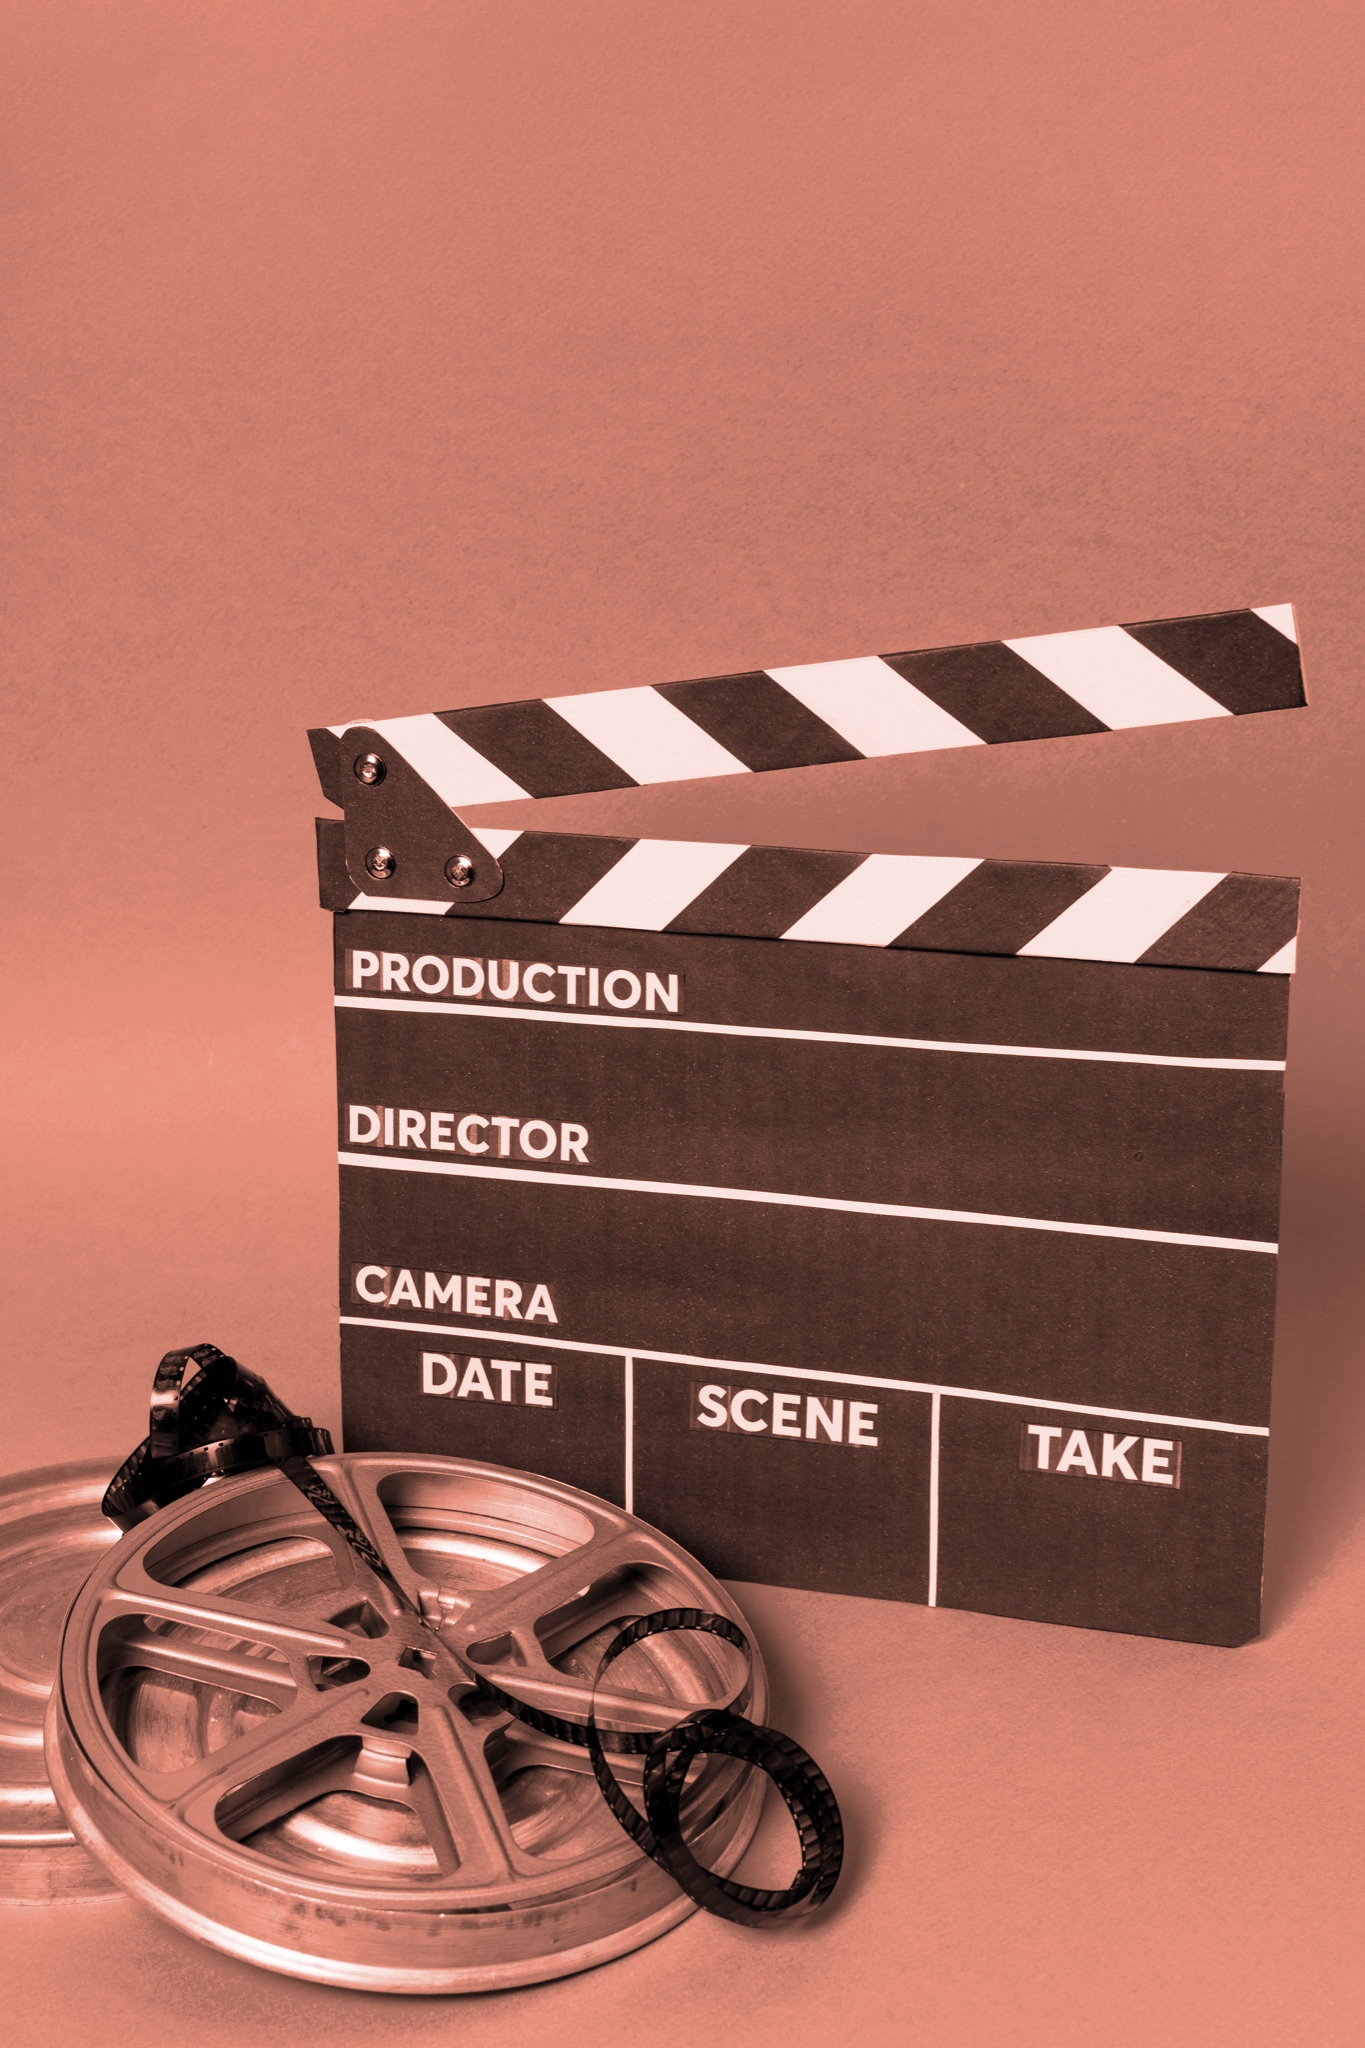 PRODUCTION
DIRECTOR
CAMERA
DATE SCENE TAKE